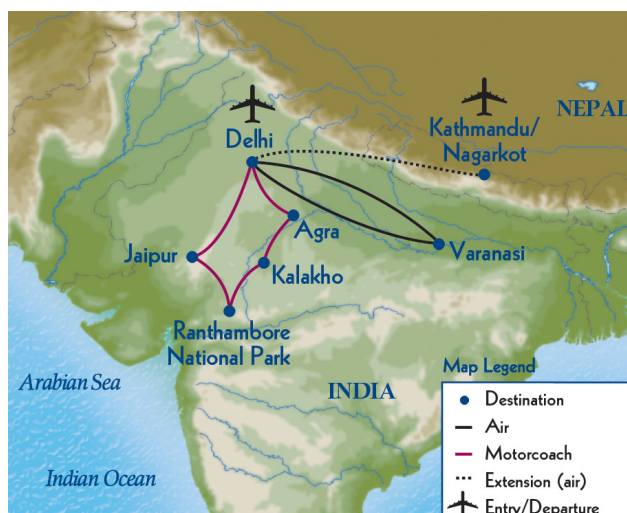 NEPAL
Kathmandu/
Nagarkot
Delhi
Agra
Varanasi
Jaipur
Kalakho
Ranthambore
National Park
Arabian Sea
INDIA
Indian Ocean
Map Legend
Destination
Air
Motorcoach
Extension (air)
Entry/Departure